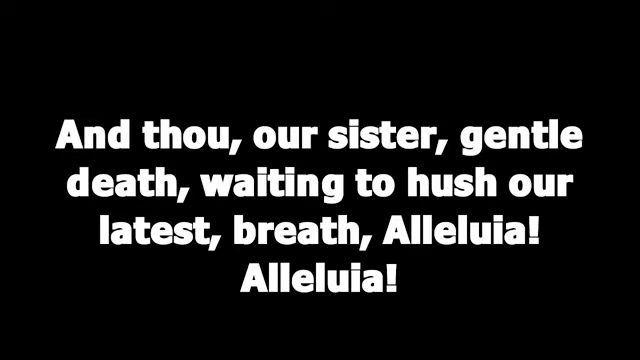 And thou, our sister, gentle
death, waiting to hush our
latest, breath, Alleluia!
Alleluia!